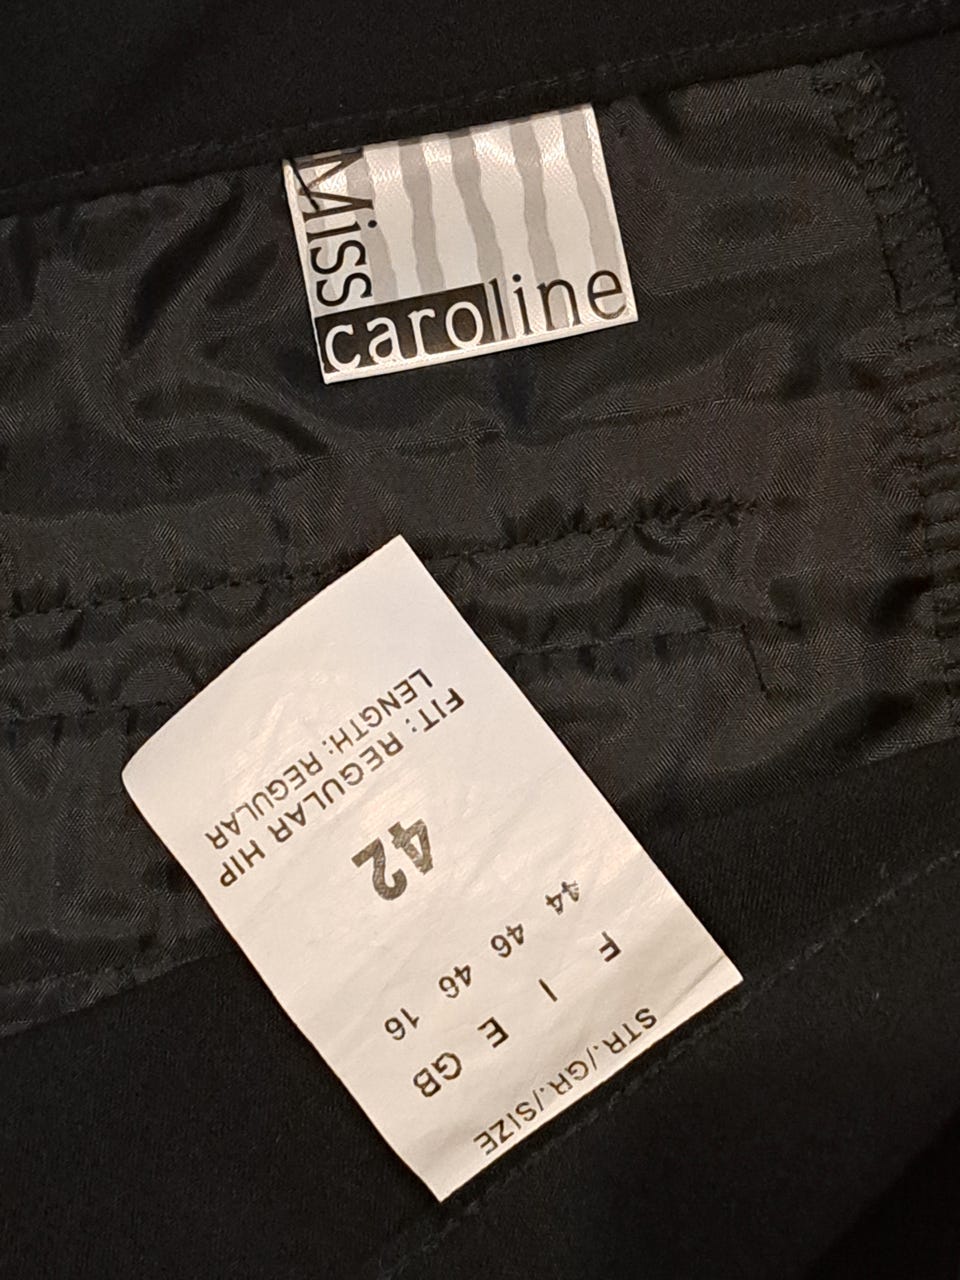 Miss
caroline
STR./GR./SIZE
F I E GB
44 46 46 16
42
FIT: REGULAR HIP
LENGTH: REGULAR